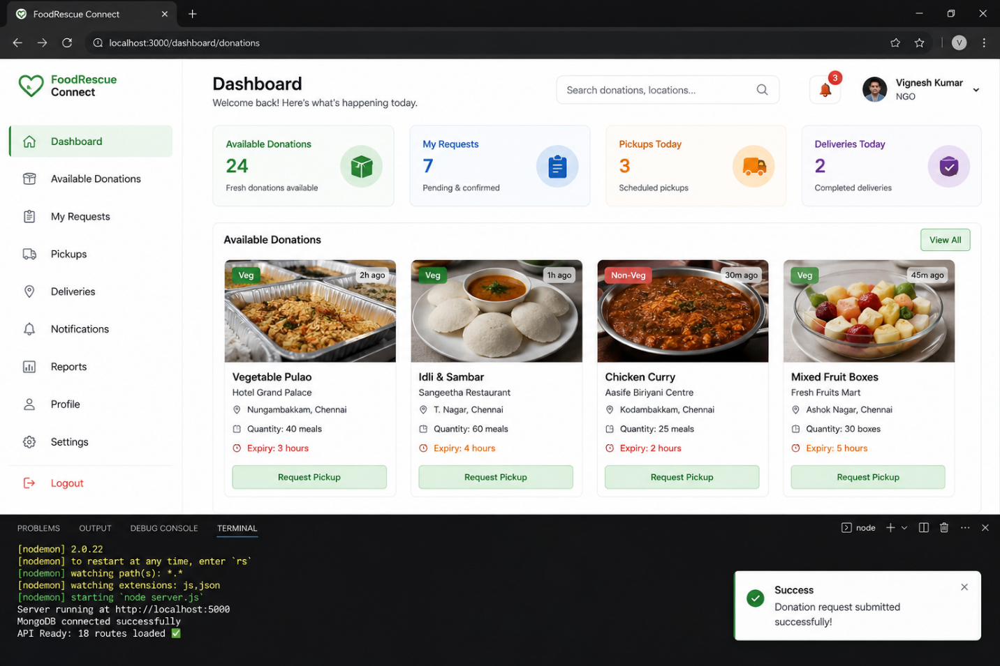 FoodRescue Connect
localhost:3000/dashboard/donations
V
FoodRescue
Connect
Dashboard
Available Donations
My Requests
Pickups
Deliveries
Notifications
Reports
Profile
Settings
Logout
Dashboard
Welcome back! Here's what's happening today.
Search donations, locations...
3
Vignesh Kumar
NGO
Available Donations
24
Fresh donations available
My Requests
7
Pending & confirmed
Pickups Today
3
Scheduled pickups
Deliveries Today
2
Completed deliveries
Available Donations
View All
Veg
2h ago
Vegetable Pulao
Hotel Grand Palace
Nungambakkam, Chennai
Quantity: 40 meals
Expiry: 3 hours
Request Pickup
Veg
1h ago
Idli & Sambar
Sangeetha Restaurant
T. Nagar, Chennai
Quantity: 60 meals
Expiry: 4 hours
Request Pickup
Non-Veg
30m ago
Chicken Curry
Aasife Biriyani Centre
Kodambakkam, Chennai
Quantity: 25 meals
Expiry: 2 hours
Request Pickup
Veg
45m ago
Mixed Fruit Boxes
Fresh Fruits Mart
Ashok Nagar, Chennai
Quantity: 30 boxes
Expiry: 5 hours
Request Pickup
PROBLEMS OUTPUT DEBUG CONSOLE TERMINAL
node
[nodemon] 2.0.22
[nodemon] to restart at any time, enter `rs`
[nodemon] watching path(s): *.*
[nodemon] watching extensions: js,json
[nodemon] starting `node server.js`
Server running at http://localhost:5000
MongoDB connected successfully
API Ready: 18 routes loaded ✅
Success
Donation request submitted
successfully!